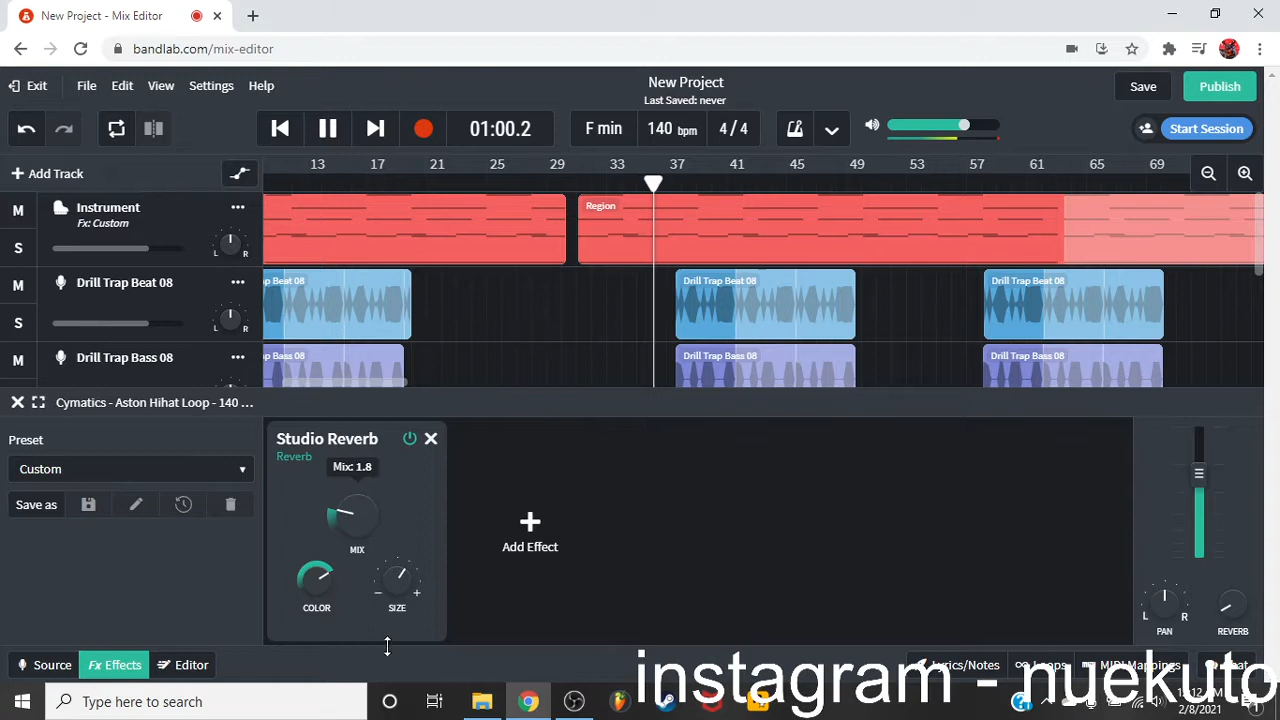 New Project - Mix Editor
bandlab.com/mix-editor
Exit
File
Edit
View
Settings
Help
New Project
Last Saved: never
Save
Publish
01:00.2
F min
140 bpm
4 / 4
Start Session
Add Track
13 17 21 25 29 33 37 41 45 49 53 57 61 65 69
M
S
Instrument
Fx: Custom
L R
Region
M
S
Drill Trap Beat 08
L R
p Beat 08
Drill Trap Beat 08
Drill Trap Beat 08
M
Drill Trap Bass 08
p Bass 08
Drill Trap Bass 08
Drill Trap Bass 08
Cymatics - Aston Hihat Loop - 140 ...
Preset
Custom
Save as
Studio Reverb
Reverb
Mix: 1.8
MIX
COLOR
SIZE
Add Effect
L R
PAN
REVERB
Source
Fx Effects
Editor
Lyrics/Notes
Loops
MIDI Mappings
instagram - nuekuto
Type here to search
2/8/2021